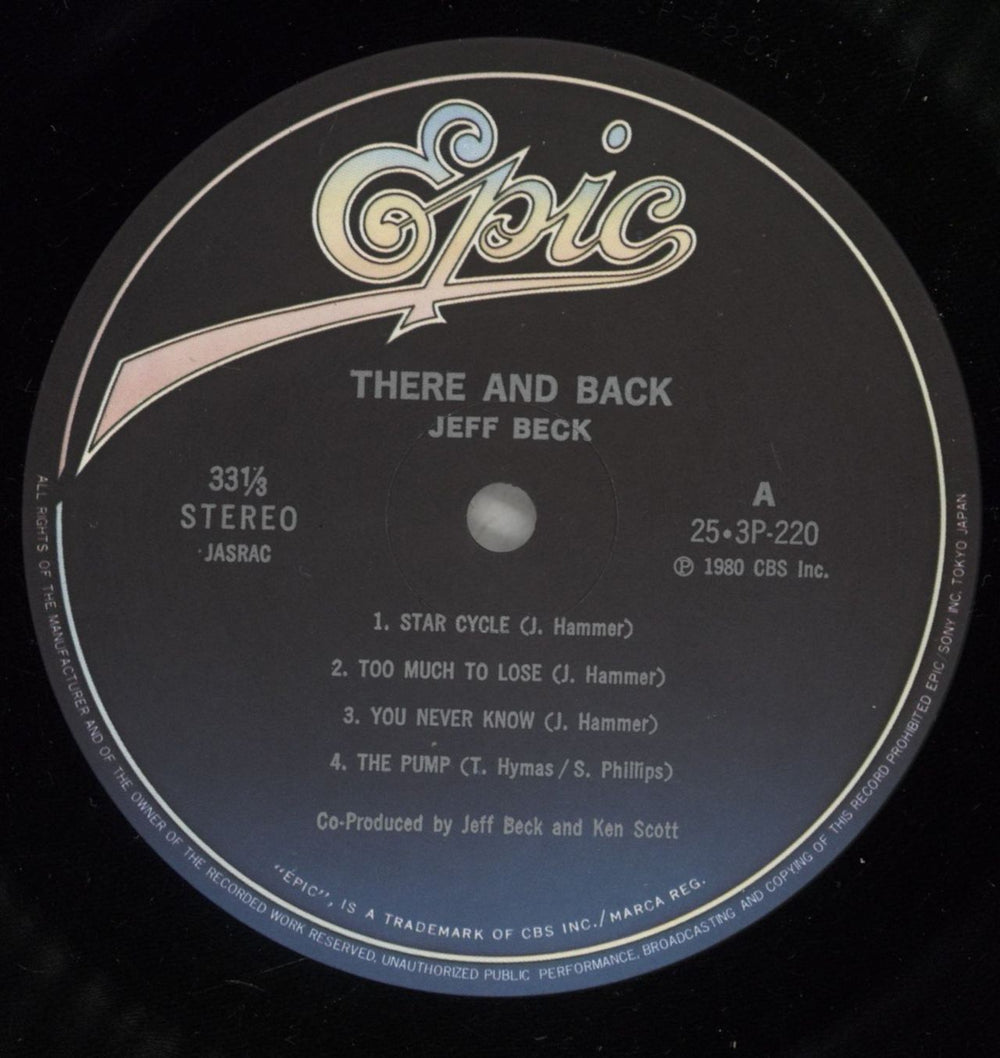 Epic
THERE AND BACK
JEFF BECK
33⅓
STEREO
JASRAC
A
25•3P-220
℗ 1980 CBS Inc.
1. STAR CYCLE (J. Hammer)
2. TOO MUCH TO LOSE (J. Hammer)
3. YOU NEVER KNOW (J. Hammer)
4. THE PUMP (T. Hymas / S. Phillips)
Co-Produced by Jeff Beck and Ken Scott
“EPIC”, IS A TRADEMARK OF CBS INC./MARCA REG.
ALL RIGHTS OF THE MANUFACTURER AND OF THE OWNER OF THE RECORDED WORK RESERVED, UNAUTHORIZED PUBLIC PERFORMANCE, BROADCASTING AND COPYING OF THIS RECORD PROHIBITED EPIC/SONY INC. TOKYO JAPAN